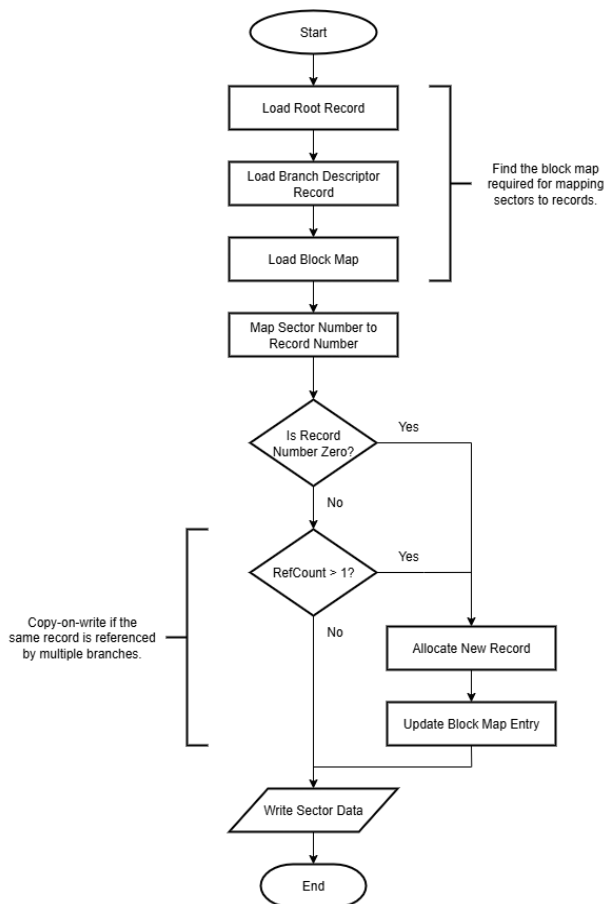 Start
Load Root Record
Load Branch Descriptor
Record
Find the block map
required for mapping
sectors to records.
Load Block Map
Map Sector Number to
Record Number
Is Record
Number Zero?
Yes
No
RefCount > 1?
Yes
No
Copy-on-write if the
same record is referenced
by multiple branches.
Allocate New Record
Update Block Map Entry
Write Sector Data
End